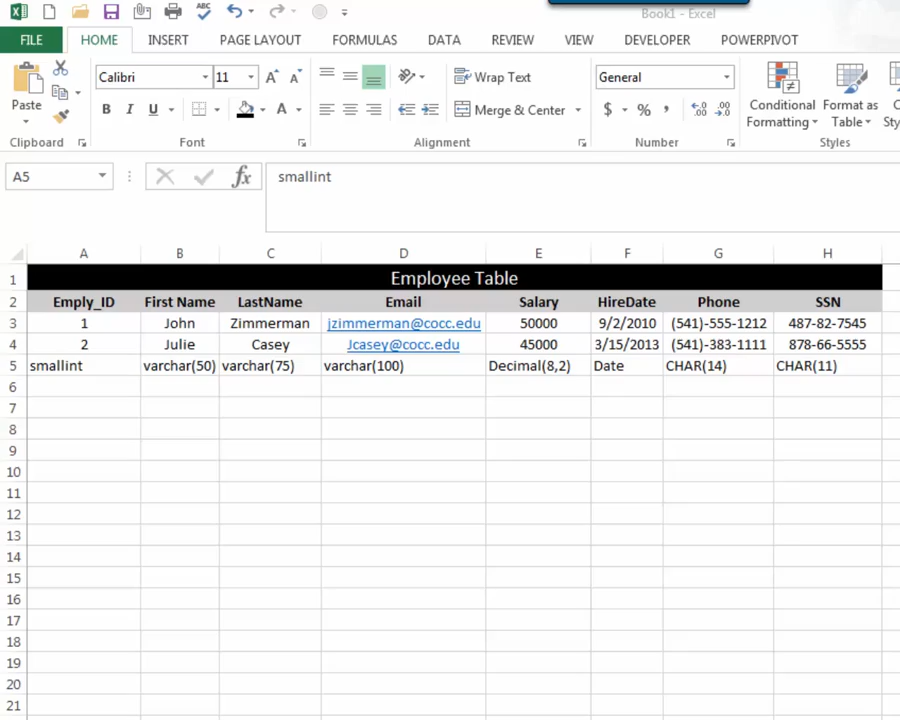 Book1 - Excel
FILE HOME INSERT PAGE LAYOUT FORMULAS DATA REVIEW VIEW DEVELOPER POWERPIVOT
Paste
Calibri 11
Wrap Text
General
Merge & Center
Conditional Formatting
Format as Table
Clipboard Font Alignment Number Styles
A5 smallint
A B C D E F G H
1 Employee Table
2 Emply_ID First Name LastName Email Salary HireDate Phone SSN
3 1 John Zimmerman jzimmerman@cocc.edu 50000 9/2/2010 (541)-555-1212 487-82-7545
4 2 Julie Casey Jcasey@cocc.edu 45000 3/15/2013 (541)-383-1111 878-66-5555
5 smallint varchar(50) varchar(75) varchar(100) Decimal(8,2) Date CHAR(14) CHAR(11)
6
7
8
9
10
11
12
13
14
15
16
17
18
19
20
21